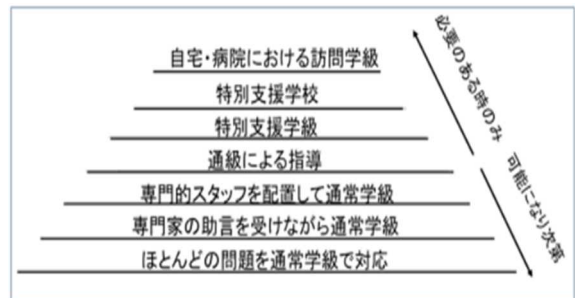 自宅・病院における訪問学級
特別支援学校
特別支援学級
通級による指導
専門的スタッフを配置して通常学級
専門家の助言を受けながら通常学級
ほとんどの問題を通常学級で対応
必要のある時のみ
可能になり次第